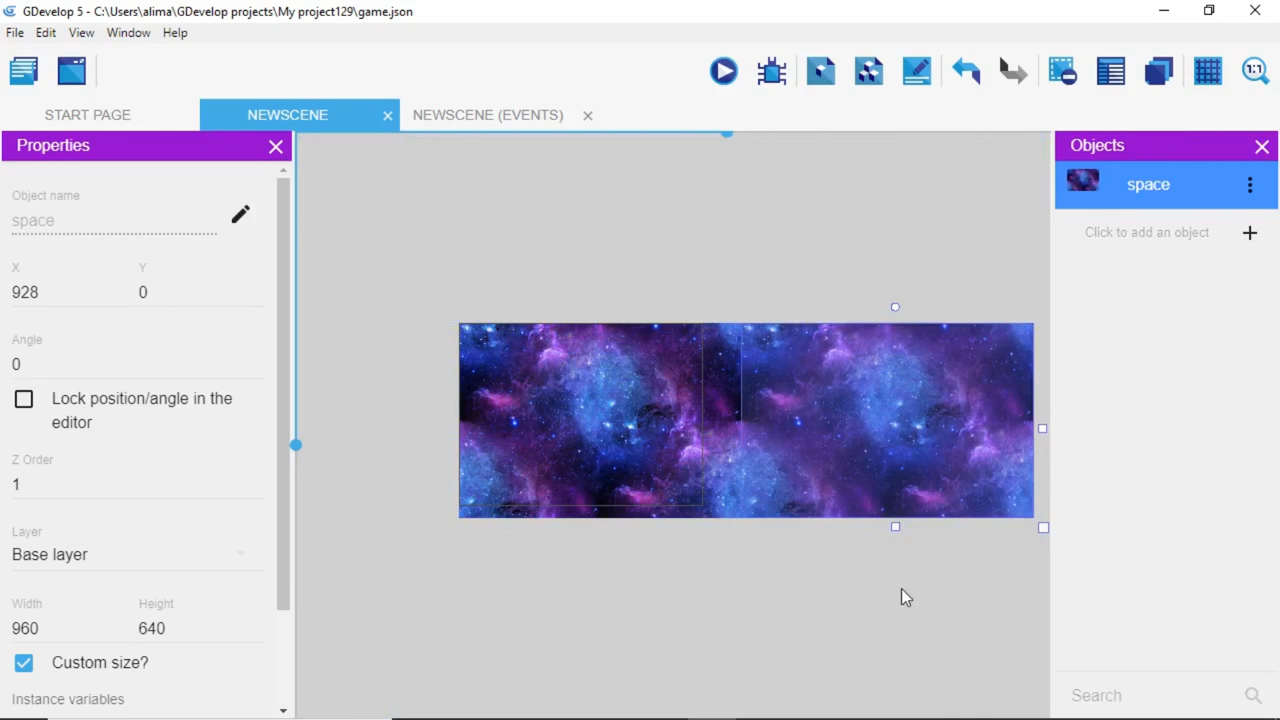 GDevelop 5 - C:\Users\alima\GDevelop projects\My project129\game.json
File Edit View Window Help
1:1
START PAGE NEWSCENE NEWSCENE (EVENTS)
Properties
Objects
Object name
space
space
Click to add an object
X Y
928 0
Angle
0
Lock position/angle in the
editor
Z Order
1
Layer
Base layer
Width Height
960 640
Custom size?
Instance variables
Search